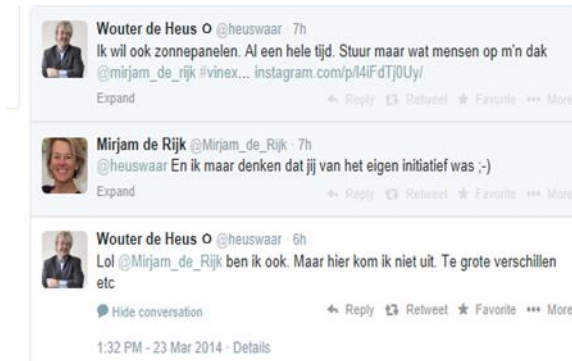 Wouter de Heus @heuswaar · 7h
Ik wil ook zonnepanelen. Al een hele tijd. Stuur maar wat mensen op m'n dak
@mirjam_de_rijk #vinex... instagram.com/p/l4iFdTj0Uy/
Expand Reply Retweet Favorite More
Mirjam de Rijk @Mirjam_de_Rijk · 7h
@heuswaar En ik maar denken dat jij van het eigen initiatief was ;-)
Expand Reply Retweet Favorite More
Wouter de Heus @heuswaar · 6h
Lol @Mirjam_de_Rijk ben ik ook. Maar hier kom ik niet uit. Te grote verschillen
etc
Hide conversation Reply Retweet Favorite More
1:32 PM - 23 Mar 2014 · Details